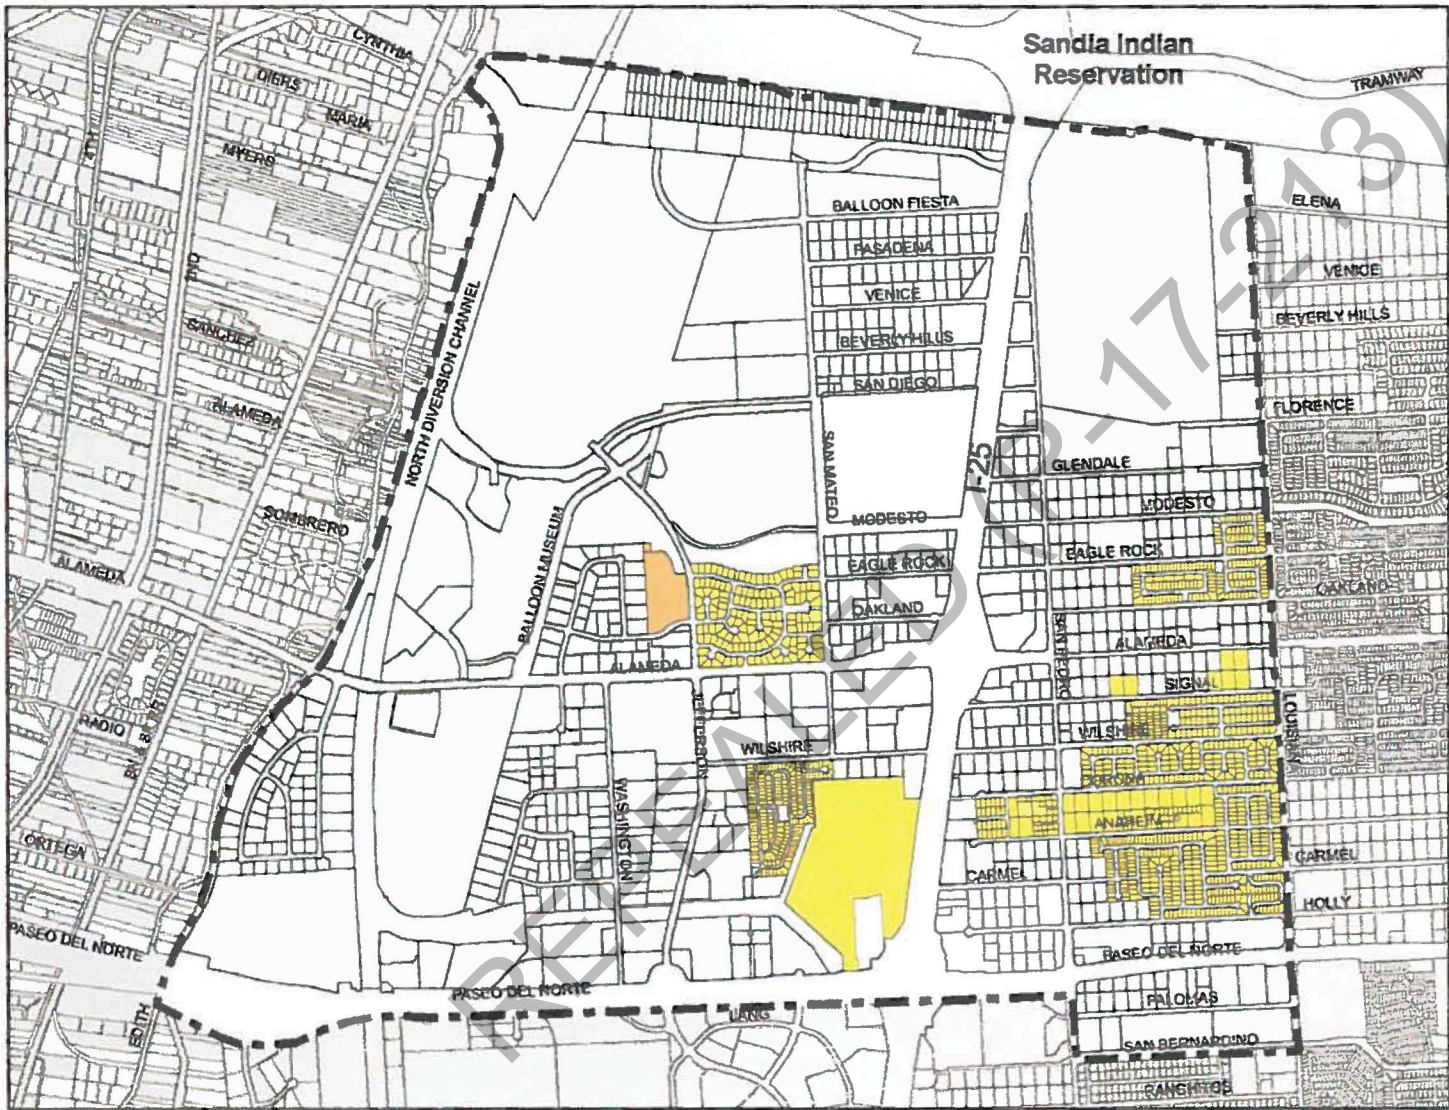 Sandia Indian
Reservation
TRAMWAY
CYNTHIA
DIERS
MARIA
4TH
MYERS
BALLOON FIESTA
ELENA
PASADENA
2ND
VENICE
VENICE
BEVERLY HILLS
SANCHEZ
BEVERLY HILLS
SAN DIEGO
NORTH DIVERSION CHANNEL
ALAMEDA
FLORENCE
SAN MATEO
I-25
GLENDALE
MODESTO
SOMBRERO
MODESTO
EAGLE ROCK
EAGLE ROCK
ALAMEDA
BALLOON MUSEUM
OAKLAND
OAKLAND
SAN PEDRO
ALAMEDA
ALAMEDA
SIGNAL
RADIO
JEFFERSON
LOUISIANA
WILSHIRE
WILSHIRE
CORONA
WASHINGTON
ANAHEIM
ORTEGA
CARMEL
CARMEL
HOLLY
PASEO DEL NORTE
PASEO DEL NORTE
PASEO DEL NORTE
PALOMAS
EDITH
LANG
SAN BERNARDINO
RANCHITOS
REPEALED (R-17-213)